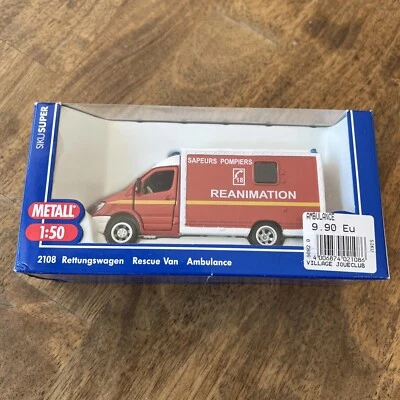 SIKU SUPER
SAPEURS POMPIERS
18
REANIMATION
METALL
1:50
2108 Rettungswagen Rescue Van Ambulance
AMBULANCE
9.90 Eu
4006874021086
VILLAGE JOUECLUB